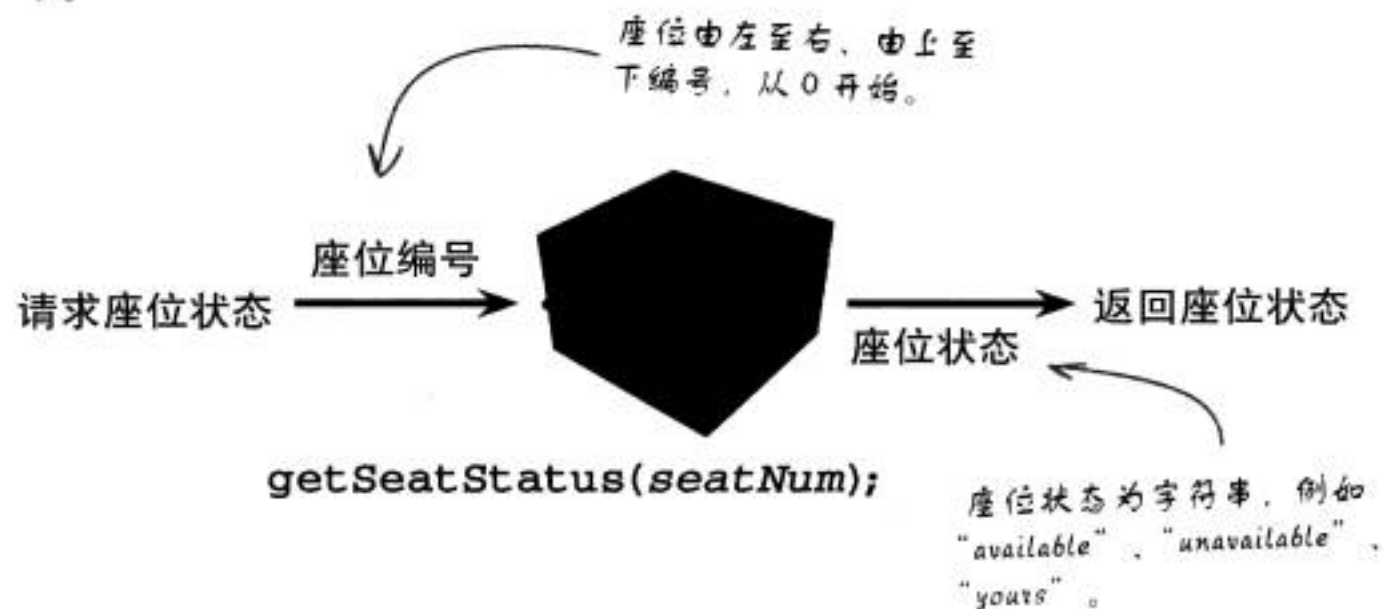 座位由左至右、由上至
下编号，从0开始。
座位编号
请求座位状态
返回座位状态
座位状态
getSeatStatus(seatNum);
座位状态为字符串，例如
“available”、“unavailable”、
“yours”。